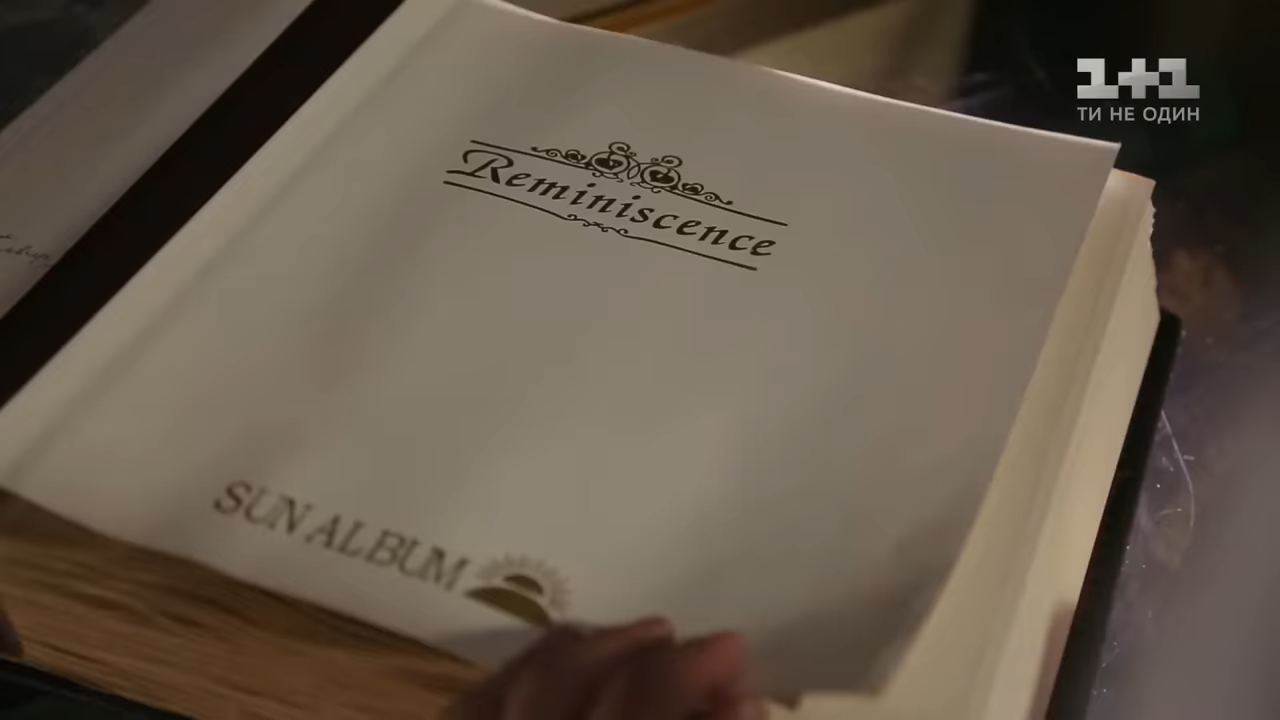 1+1
ТИ НЕ ОДИН
Reminiscence
SUN ALBUM